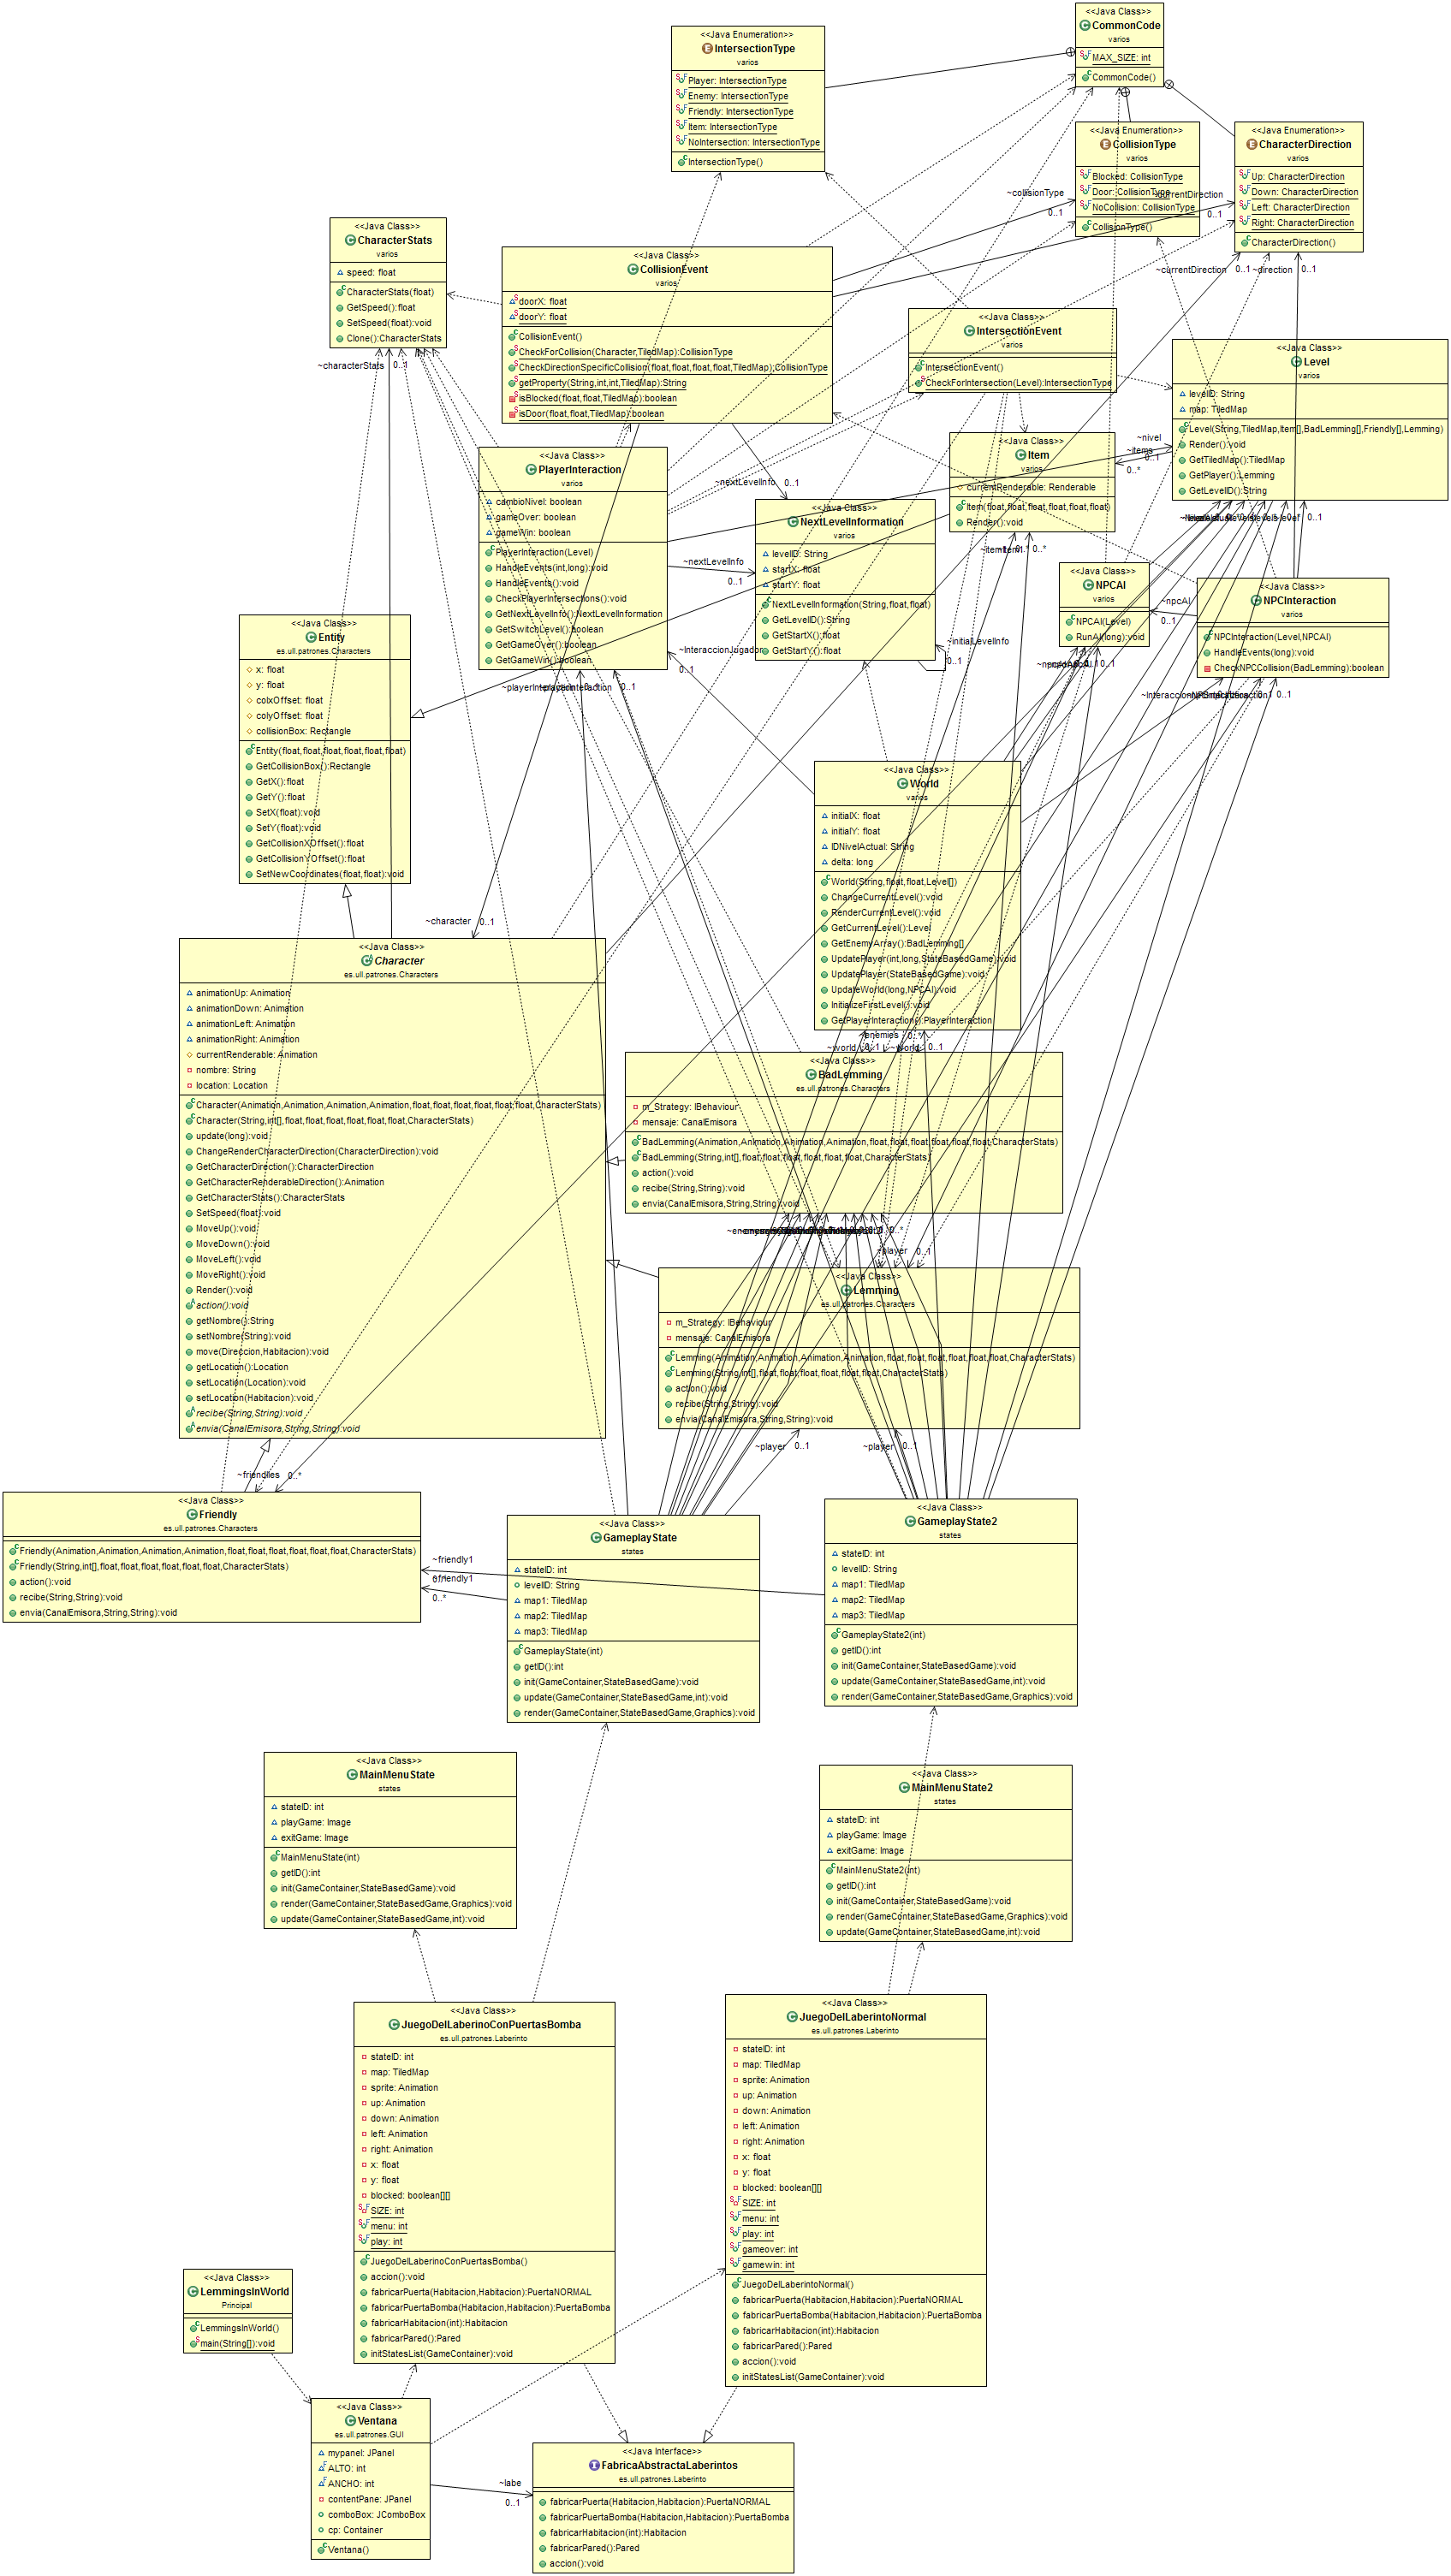 <<Java Class>>
CommonCode
varios
MAX_SIZE: int
CommonCode()
<<Java Enumeration>>
IntersectionType
varios
Player: IntersectionType
Enemy: IntersectionType
Friendly: IntersectionType
Item: IntersectionType
NoIntersection: IntersectionType
IntersectionType()
<<Java Enumeration>>
CollisionType
varios
Blocked: CollisionType
Door: CollisionType
NoCollision: CollisionType
CollisionType()
<<Java Enumeration>>
CharacterDirection
varios
Up: CharacterDirection
Down: CharacterDirection
Left: CharacterDirection
Right: CharacterDirection
CharacterDirection()
~collisionType
0..1
~currentDirection
0..1
<<Java Class>>
CharacterStats
varios
speed: float
CharacterStats(float)
GetSpeed():float
SetSpeed(float):void
Clone():CharacterStats
~characterStats
0..1
<<Java Class>>
CollisionEvent
varios
doorX: float
doorY: float
CollisionEvent()
CheckForCollision(Character,TiledMap):CollisionType
CheckDirectionSpecificCollision(float,float,float,float,TiledMap):CollisionType
getProperty(String,int,int,TiledMap):String
isBlocked(float,float,TiledMap):boolean
isDoor(float,float,TiledMap):boolean
~currentDirection
0..1
~direction
0..1
<<Java Class>>
IntersectionEvent
varios
IntersectionEvent()
CheckForIntersection(Level):IntersectionType
<<Java Class>>
Level
varios
levelID: String
map: TiledMap
Level(String,TiledMap,Item[],BadLemming[],Friendly[],Lemming)
Render():void
GetTiledMap():TiledMap
GetPlayer():Lemming
GetLevelID():String
~nivel
0..1
~items
0..*
<<Java Class>>
Item
varios
currentRenderable: Renderable
Item(float,float,float,float,float,float)
Render():void
<<Java Class>>
PlayerInteraction
varios
cambioNivel: boolean
gameOver: boolean
gameWin: boolean
PlayerInteraction(Level)
HandleEvents(int,long):void
HandleEvents():void
CheckPlayerIntersections():void
GetNextLevelInfo():NextLevelInformation
GetSwitchLevel():boolean
GetGameOver():boolean
GetGameWin():boolean
~nextLevelInfo
0..1
~nextLevelInformation
0..1
<<Java Class>>
NextLevelInformation
varios
levelID: String
startX: float
startY: float
NextLevelInformation(String,float,float)
GetLevelID():String
GetStartX():float
GetStartY():float
~initialLevelInfo
0..1
<<Java Class>>
NPCAI
varios
NPCAI(Level)
RunAI(long):void
~npcAI
0..1
<<Java Class>>
NPCInteraction
varios
NPCInteraction(Level,NPCAI)
HandleEvents(long):void
CheckNPCCollision(BadLemming):boolean
<<Java Class>>
Entity
es.ull.patrones.Characters
x: float
y: float
colxOffset: float
colyOffset: float
collisionBox: Rectangle
Entity(float,float,float,float,float,float)
GetCollisionBox():Rectangle
GetX():float
GetY():float
SetX(float):void
SetY(float):void
GetCollisionXOffset():float
GetCollisionYOffset():float
SetNewCoordinates(float,float):void
~InteraccionJugador
0..1
<<Java Class>>
World
varios
initialX: float
initialY: float
IDNivelActual: String
delta: long
World(String,float,float,Level[])
ChangeCurrentLevel():void
RenderCurrentLevel():void
GetCurrentLevel():Level
GetEnemyArray():BadLemming[]
UpdatePlayer(int,long,StateBasedGame):void
UpdatePlayer(StateBasedGame):void
UpdateWorld(long,NPCAI):void
InitializeFirstLevel():void
GetPlayerInteraction():PlayerInteraction
~character
0..1
<<Java Class>>
Character
es.ull.patrones.Characters
animationUp: Animation
animationDown: Animation
animationLeft: Animation
animationRight: Animation
currentRenderable: Animation
nombre: String
location: Location
Character(Animation,Animation,Animation,Animation,float,float,float,float,float,float,CharacterStats)
Character(String,int[],float,float,float,float,float,float,CharacterStats)
update(long):void
ChangeRenderCharacterDirection(CharacterDirection):void
GetCharacterDirection():CharacterDirection
GetCharacterRenderableDirection():Animation
GetCharacterStats():CharacterStats
SetSpeed(float):void
MoveUp():void
MoveDown():void
MoveLeft():void
MoveRight():void
Render():void
action():void
getNombre():String
setNombre(String):void
move(Direccion,Habitacion):void
getLocation():Location
setLocation(Location):void
setLocation(Habitacion):void
recibe(String,String):void
envia(CanalEmisora,String,String):void
~world
0..1
~world
0..1
<<Java Class>>
BadLemming
es.ull.patrones.Characters
m_Strategy: IBehaviour
mensaje: CanalEmisora
BadLemming(Animation,Animation,Animation,Animation,float,float,float,float,float,float,CharacterStats)
BadLemming(String,int[],float,float,float,float,float,float,CharacterStats)
action():void
recibe(String,String):void
envia(CanalEmisora,String,String):void
~player
0..1
<<Java Class>>
Lemming
es.ull.patrones.Characters
m_Strategy: IBehaviour
mensaje: CanalEmisora
Lemming(Animation,Animation,Animation,Animation,float,float,float,float,float,float,CharacterStats)
Lemming(String,int[],float,float,float,float,float,float,CharacterStats)
action():void
recibe(String,String):void
envia(CanalEmisora,String,String):void
~player
0..1
~player
0..1
~friendlies
0..*
<<Java Class>>
Friendly
es.ull.patrones.Characters
Friendly(Animation,Animation,Animation,Animation,float,float,float,float,float,float,CharacterStats)
Friendly(String,int[],float,float,float,float,float,float,CharacterStats)
action():void
recibe(String,String):void
envia(CanalEmisora,String,String):void
~friendly1
~friendly1
0..*
<<Java Class>>
GameplayState
states
stateID: int
levelID: String
map1: TiledMap
map2: TiledMap
map3: TiledMap
GameplayState(int)
getID():int
init(GameContainer,StateBasedGame):void
update(GameContainer,StateBasedGame,int):void
render(GameContainer,StateBasedGame,Graphics):void
<<Java Class>>
GameplayState2
states
stateID: int
levelID: String
map1: TiledMap
map2: TiledMap
map3: TiledMap
GameplayState2(int)
getID():int
init(GameContainer,StateBasedGame):void
update(GameContainer,StateBasedGame,int):void
render(GameContainer,StateBasedGame,Graphics):void
<<Java Class>>
MainMenuState
states
stateID: int
playGame: Image
exitGame: Image
MainMenuState(int)
getID():int
init(GameContainer,StateBasedGame):void
render(GameContainer,StateBasedGame,Graphics):void
update(GameContainer,StateBasedGame,int):void
<<Java Class>>
MainMenuState2
states
stateID: int
playGame: Image
exitGame: Image
MainMenuState2(int)
getID():int
init(GameContainer,StateBasedGame):void
render(GameContainer,StateBasedGame,Graphics):void
update(GameContainer,StateBasedGame,int):void
<<Java Class>>
JuegoDelLaberinoConPuertasBomba
es.ull.patrones.Laberinto
stateID: int
map: TiledMap
sprite: Animation
up: Animation
down: Animation
left: Animation
right: Animation
x: float
y: float
blocked: boolean[][]
SIZE: int
menu: int
play: int
JuegoDelLaberinoConPuertasBomba()
accion():void
fabricarPuerta(Habitacion,Habitacion):PuertaNORMAL
fabricarPuertaBomba(Habitacion,Habitacion):PuertaBomba
fabricarHabitacion(int):Habitacion
fabricarPared():Pared
initStatesList(GameContainer):void
<<Java Class>>
JuegoDelLaberintoNormal
es.ull.patrones.Laberinto
stateID: int
map: TiledMap
sprite: Animation
up: Animation
down: Animation
left: Animation
right: Animation
x: float
y: float
blocked: boolean[][]
SIZE: int
menu: int
play: int
gameover: int
gamewin: int
JuegoDelLaberintoNormal()
fabricarPuerta(Habitacion,Habitacion):PuertaNORMAL
fabricarPuertaBomba(Habitacion,Habitacion):PuertaBomba
fabricarHabitacion(int):Habitacion
fabricarPared():Pared
accion():void
initStatesList(GameContainer):void
<<Java Class>>
LemmingsInWorld
Principal
LemmingsInWorld()
main(String[]):void
<<Java Class>>
Ventana
es.ull.patrones.GUI
mypanel: JPanel
ALTO: int
ANCHO: int
contentPane: JPanel
comboBox: JComboBox
cp: Container
Ventana()
~labe
0..1
<<Java Interface>>
FabricaAbstractaLaberintos
es.ull.patrones.Laberinto
fabricarPuerta(Habitacion,Habitacion):PuertaNORMAL
fabricarPuertaBomba(Habitacion,Habitacion):PuertaBomba
fabricarHabitacion(int):Habitacion
fabricarPared():Pared
accion():void